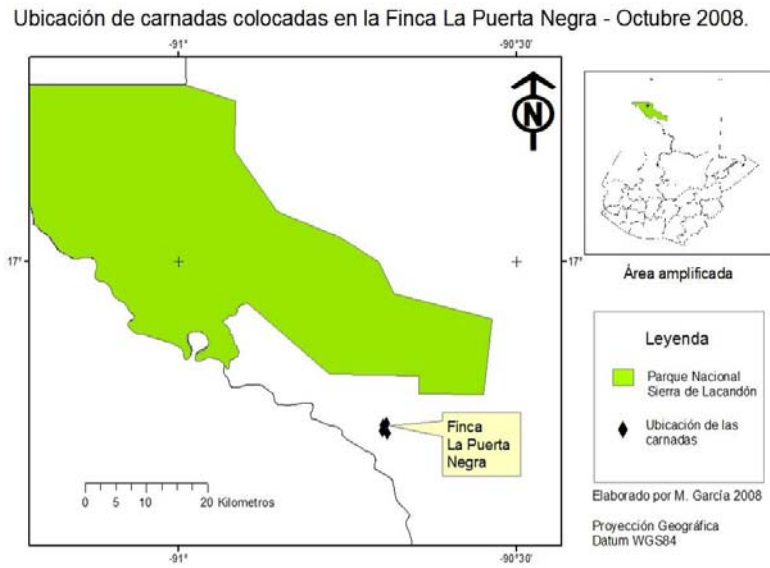 Ubicación de carnadas colocadas en la Finca La Puerta Negra - Octubre 2008.
-91°
-90°30'
N
17°
17°
Área amplificada
Leyenda
Parque Nacional
Sierra de Lacandón
Ubicación de las
carnadas
Finca
La Puerta
Negra
0 5 10 20 Kilometros
Elaborado por M. García 2008
Proyección Geográfica
Datum WGS84
-91°
-90°30'